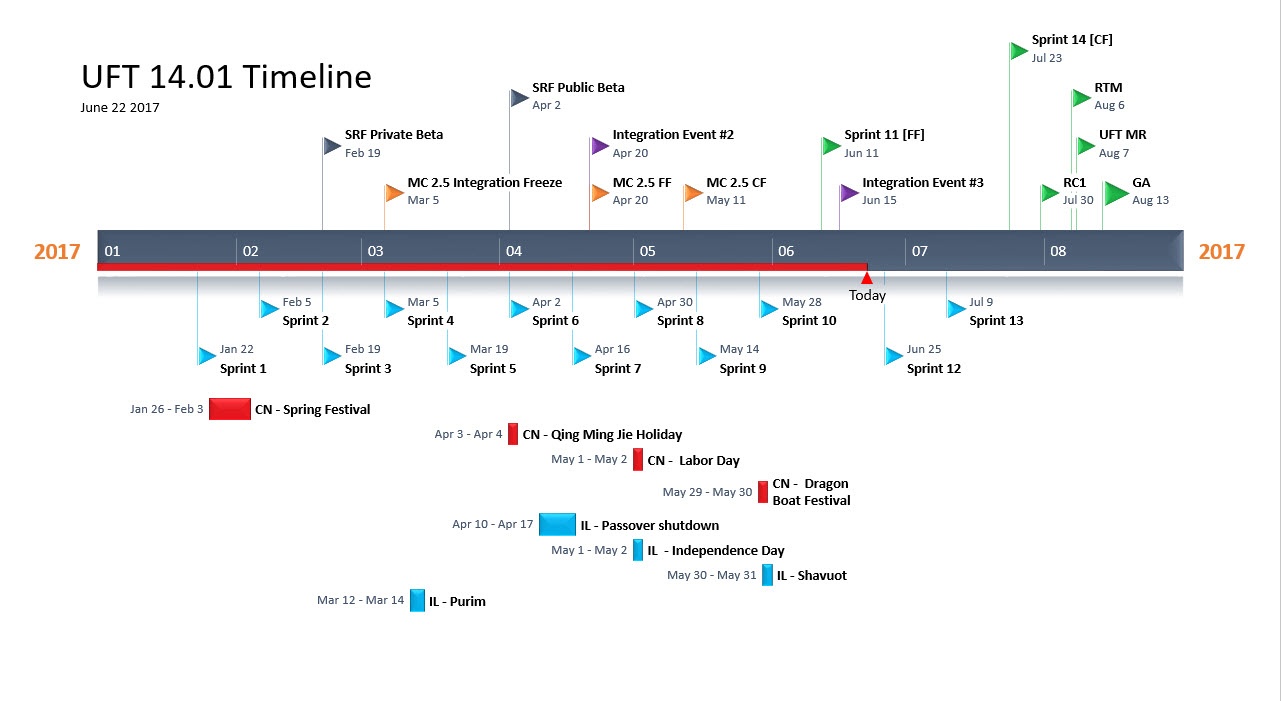 Sprint 14 [CF]
Jul 23
UFT 14.01 Timeline
June 22 2017
SRF Public Beta
Apr 2
RTM
Aug 6
SRF Private Beta
Feb 19
Integration Event #2
Apr 20
Sprint 11 [FF]
Jun 11
UFT MR
Aug 7
MC 2.5 Integration Freeze
Mar 5
MC 2.5 FF
Apr 20
MC 2.5 CF
May 11
Integration Event #3
Jun 15
RC1
Jul 30
GA
Aug 13
2017 01 02 03 04 05 06 07 08 2017
Today
Feb 5
Sprint 2
Mar 5
Sprint 4
Apr 2
Sprint 6
Apr 30
Sprint 8
May 28
Sprint 10
Jul 9
Sprint 13
Jan 22
Sprint 1
Feb 19
Sprint 3
Mar 19
Sprint 5
Apr 16
Sprint 7
May 14
Sprint 9
Jun 25
Sprint 12
Jan 26 - Feb 3 CN - Spring Festival
Apr 3 - Apr 4 CN - Qing Ming Jie Holiday
May 1 - May 2 CN - Labor Day
May 29 - May 30 CN - Dragon
Boat Festival
Apr 10 - Apr 17 IL - Passover shutdown
May 1 - May 2 IL - Independence Day
May 30 - May 31 IL - Shavuot
Mar 12 - Mar 14 IL - Purim